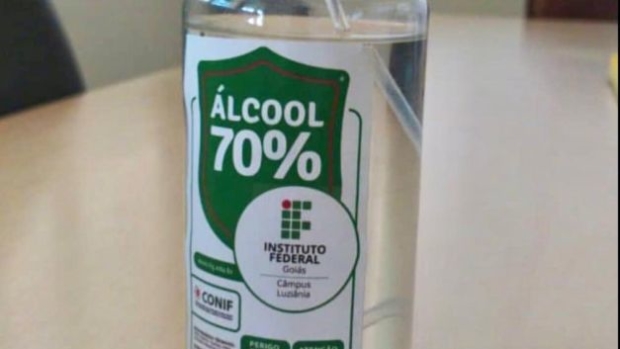 ÁLCOOL
70%
INSTITUTO
FEDERAL
Goiás
Câmpus
Luziânia
CONIF
PERIGO